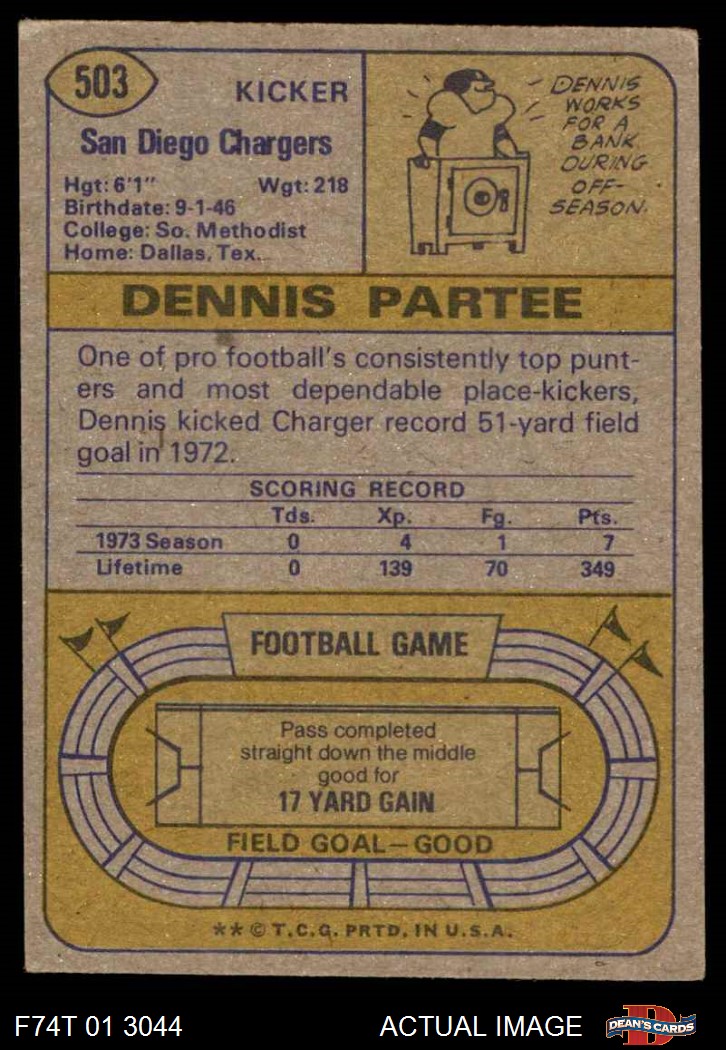 503
KICKER
San Diego Chargers
Hgt: 6'1" Wgt: 218
Birthdate: 9-1-46
College: So. Methodist
Home: Dallas, Tex.
DENNIS
WORKS
FOR A
BANK
DURING
OFF-
SEASON.
DENNIS PARTEE
One of pro football's consistently top punt-
ers and most dependable place-kickers,
Dennis kicked Charger record 51-yard field
goal in 1972.
SCORING RECORD
Tds. Xp. Fg. Pts.
1973 Season 0 4 1 7
Lifetime 0 139 70 349
FOOTBALL GAME
Pass completed
straight down the middle
good for
17 YARD GAIN
FIELD GOAL—GOOD
** © T.C.G. PRTD. IN U.S.A.
F74T 01 3044 ACTUAL IMAGE
D
DEAN'S CARDS